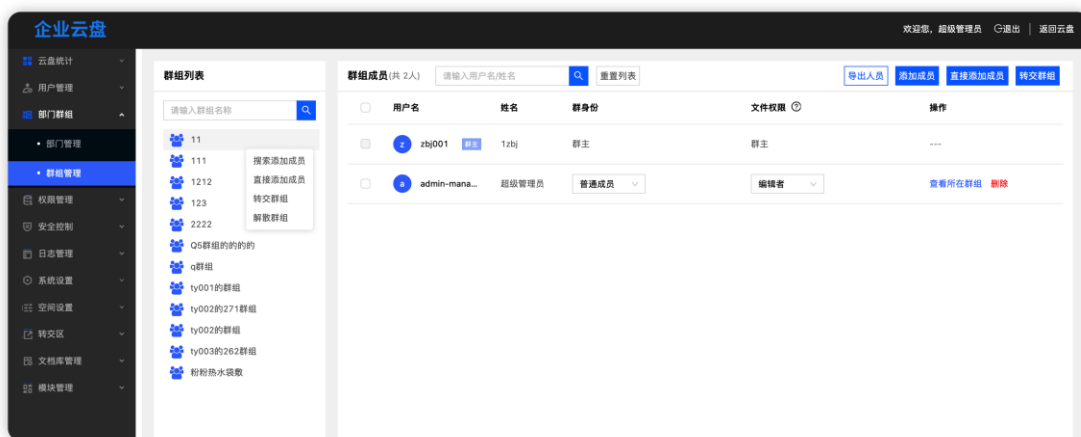 企业云盘
欢迎您，超级管理员 退出 | 返回云盘
云盘统计
用户管理
部门群组
• 部门管理
• 群组管理
权限管理
安全控制
日志管理
系统设置
空间设置
转交区
文档库管理
模块管理
群组列表
请输入群组名称
11
111
1212
123
2222
Q5群组的的的的
q群组
ty001的群组
ty002的271群组
ty002的群组
ty003的262群组
粉粉热水袋敷
搜索添加成员
直接添加成员
转交群组
解散群组
群组成员(共 2人) 请输入用户名/姓名 重置列表 导出人员 添加成员 直接添加成员 转交群组
用户名 姓名 群身份 文件权限 操作
z zbj001 群主 1zbj 群主 群主 ---
a admin-mana... 超级管理员 普通成员 编辑者 查看所在群组 删除